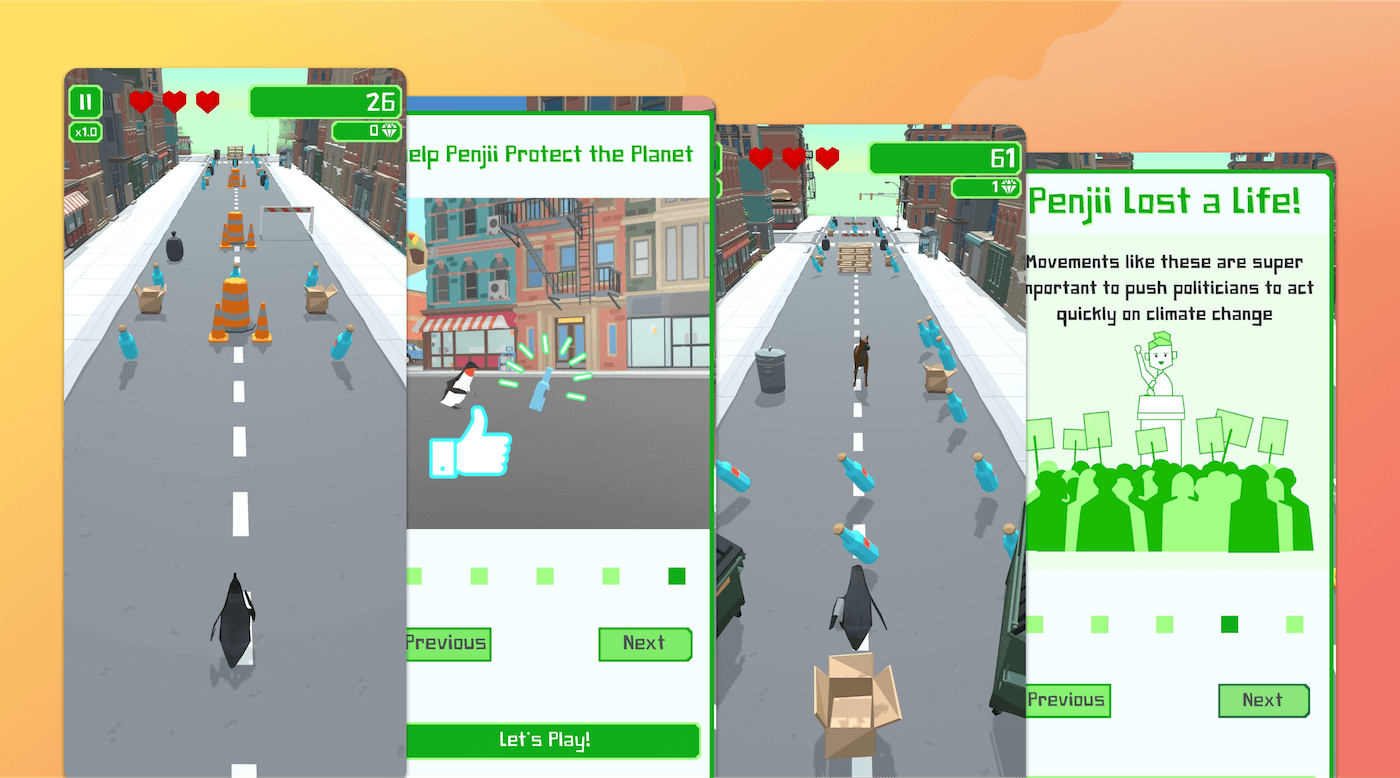 26
x1.0
0
elp Penjii Protect the Planet
Previous
Next
Let's Play!
61
1
Penjii Lost a Life!
Movements like these are super
mportant to push politicians to act
quickly on climate change
Previous
Next